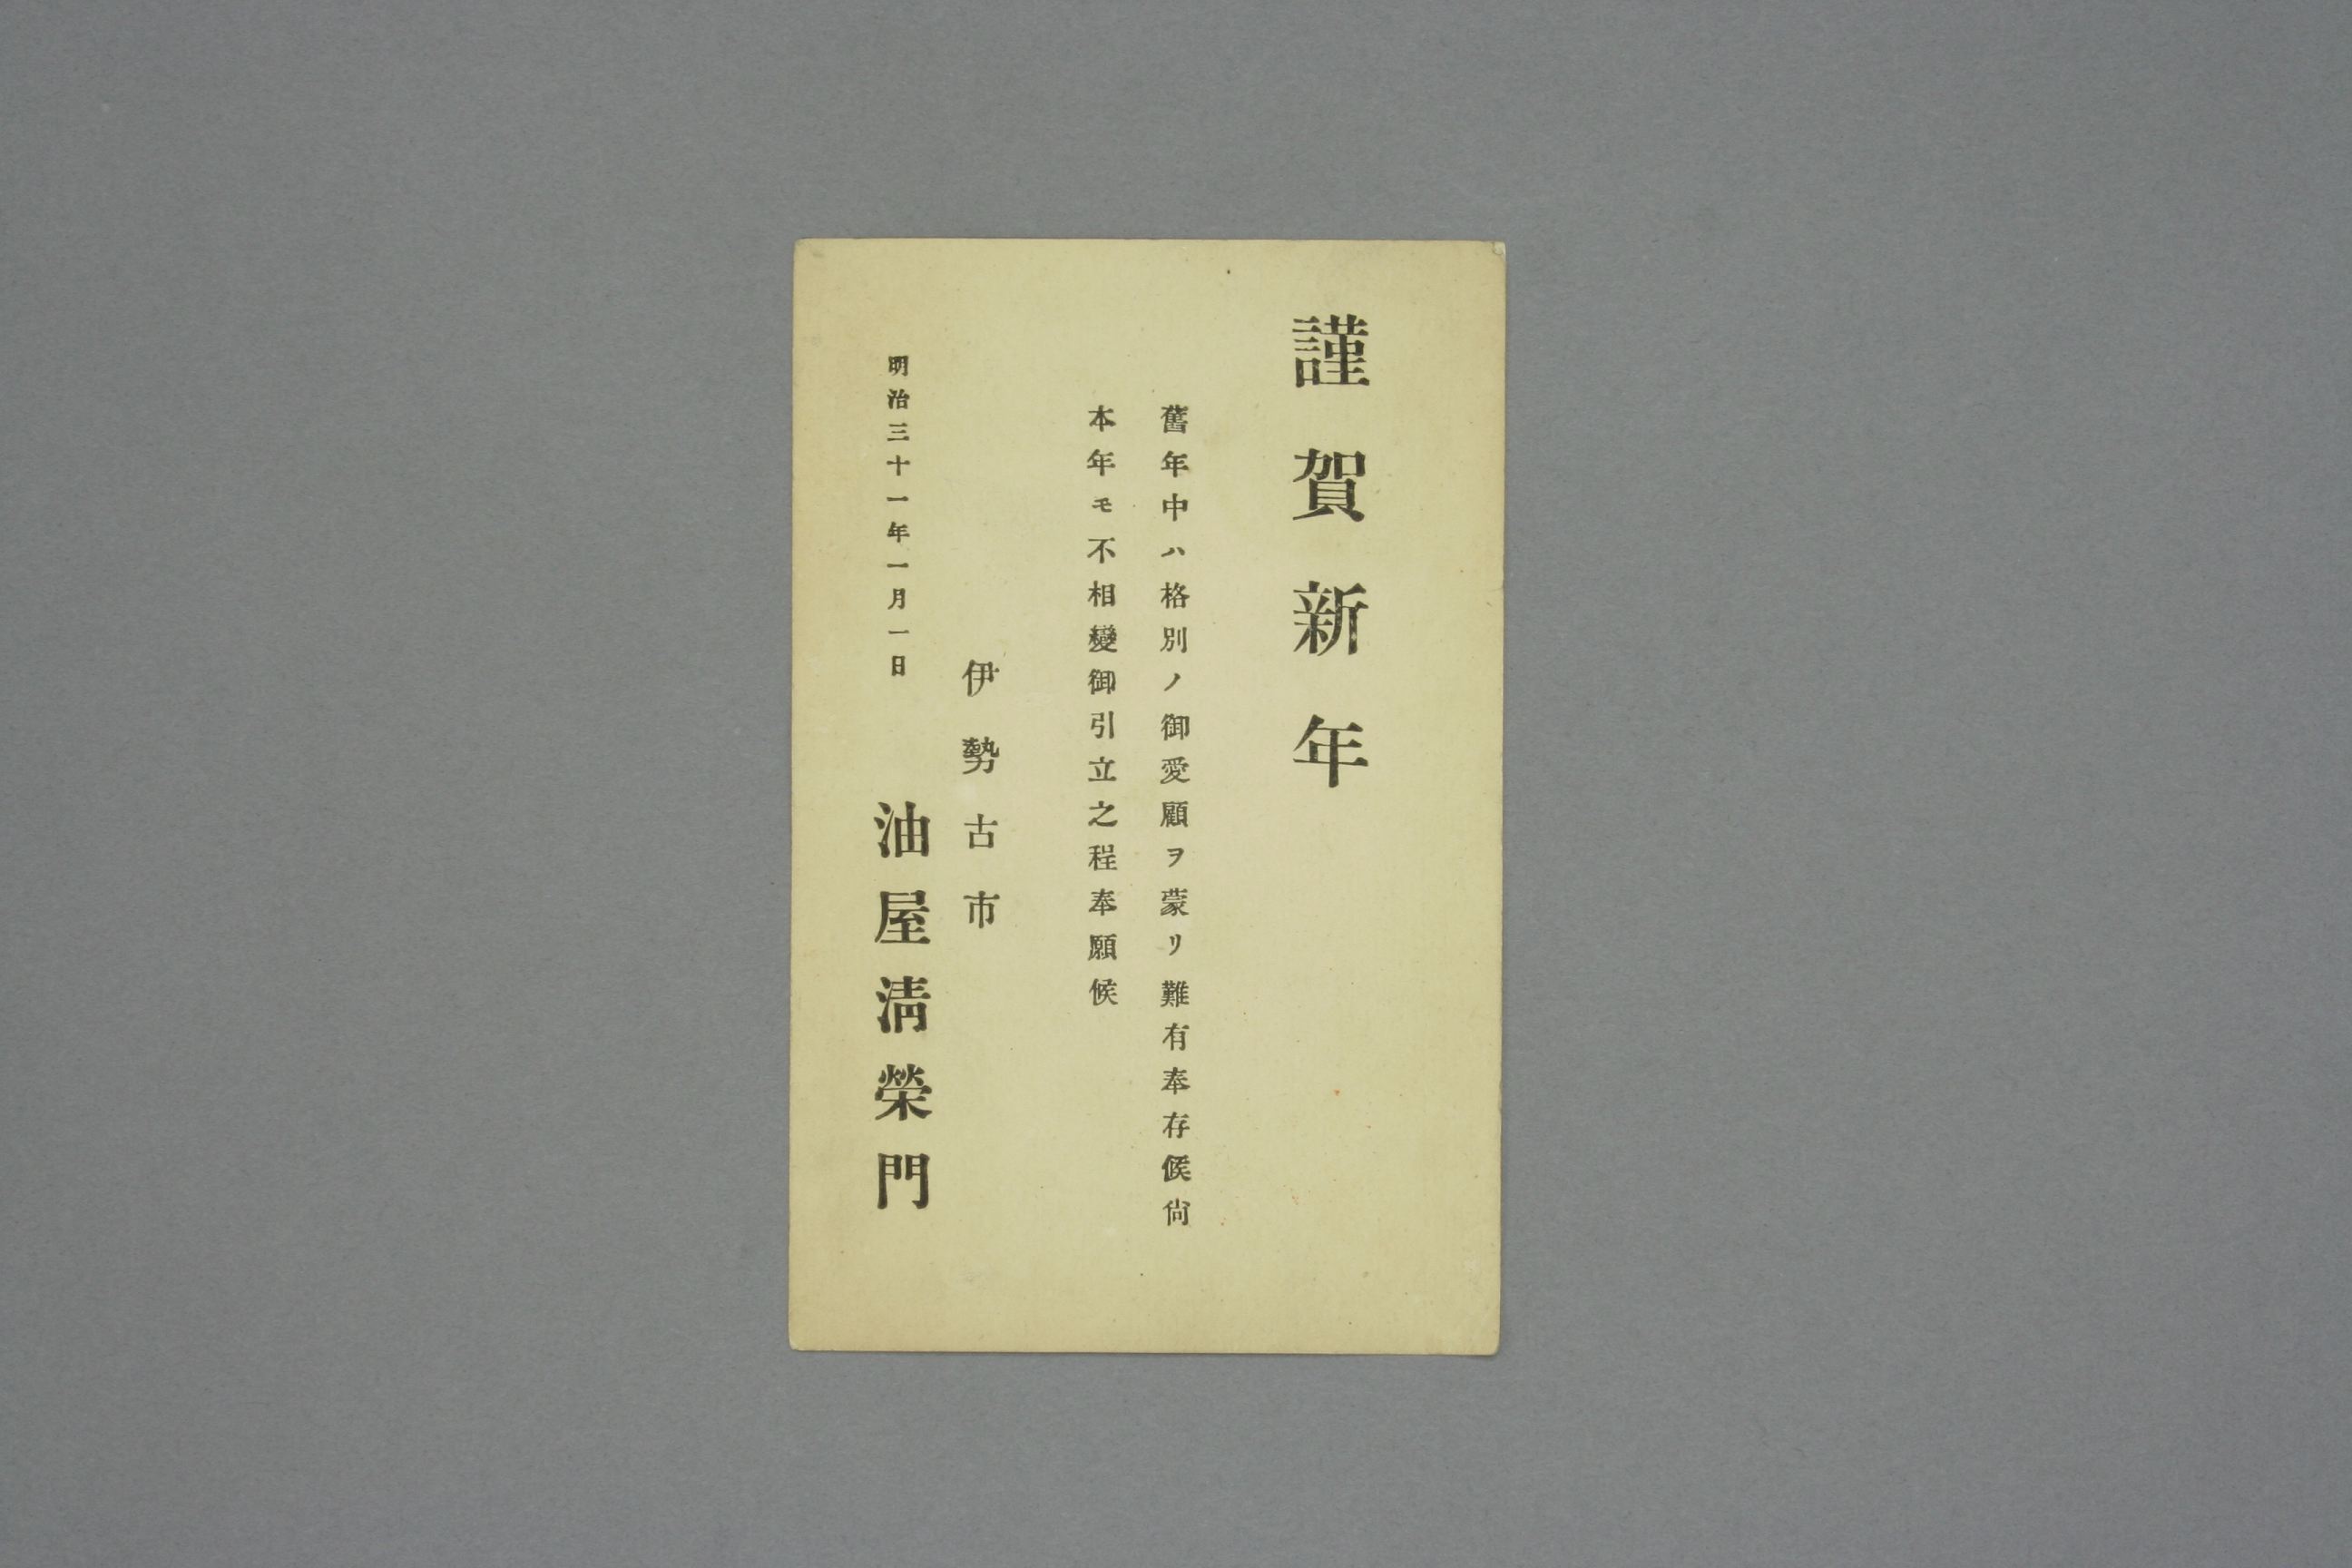 謹賀新年
舊年中ハ格別ノ御愛顧ヲ蒙リ難有奉存候尙
本年モ不相變御引立之程奉願候
伊勢古市
明治三十一年一月一日
油屋淸榮門